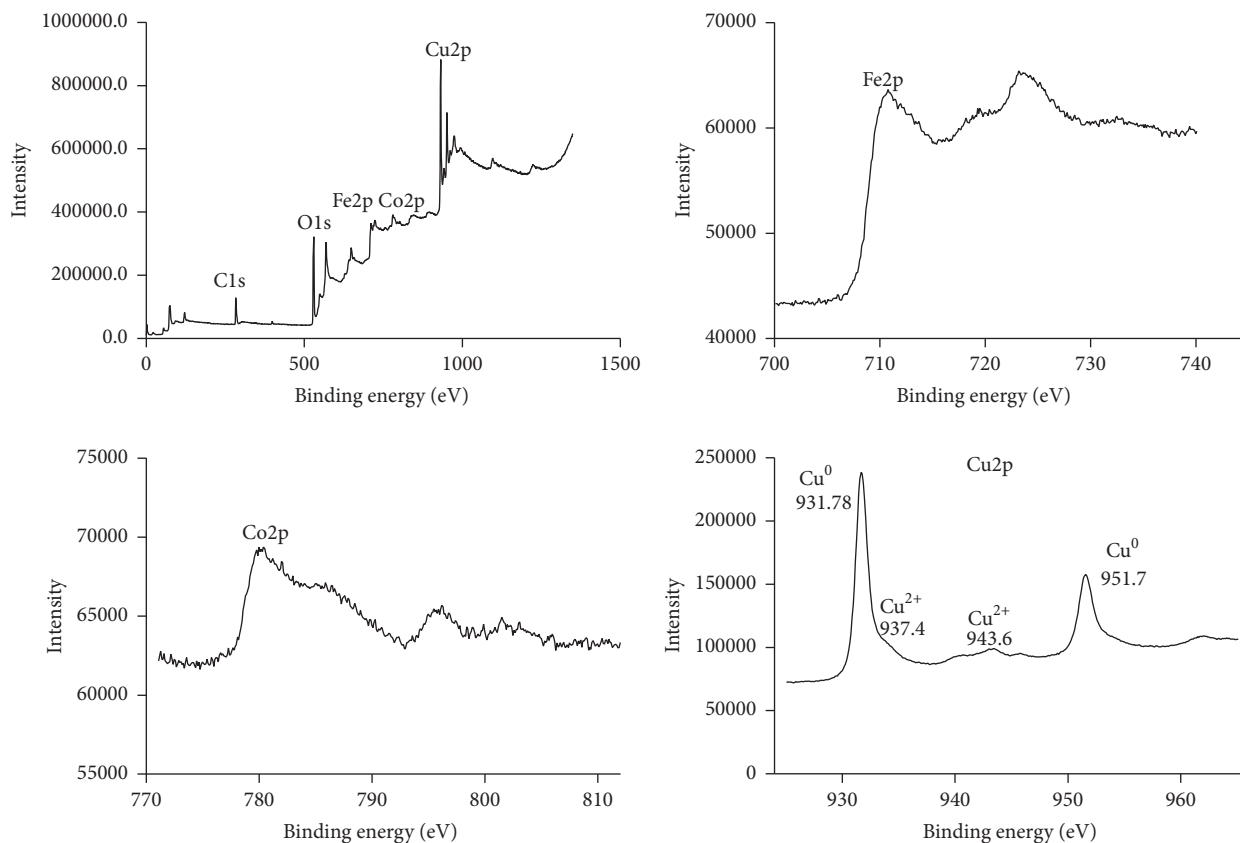 1000000.0
800000.0
600000.0
400000.0
200000.0
0.0
Intensity
C1s
O1s
Fe2p
Co2p
Cu2p
0 500 1000 1500
Binding energy (eV)
70000
60000
50000
40000
Intensity
Fe2p
700 710 720 730 740
Binding energy (eV)
75000
70000
65000
60000
55000
Intensity
Co2p
770 780 790 800 810
Binding energy (eV)
250000
200000
150000
100000
50000
0
Intensity
Cu2p
Cu⁰
931.78
Cu²⁺
937.4
Cu²⁺
943.6
Cu⁰
951.7
930 940 950 960
Binding energy (eV)